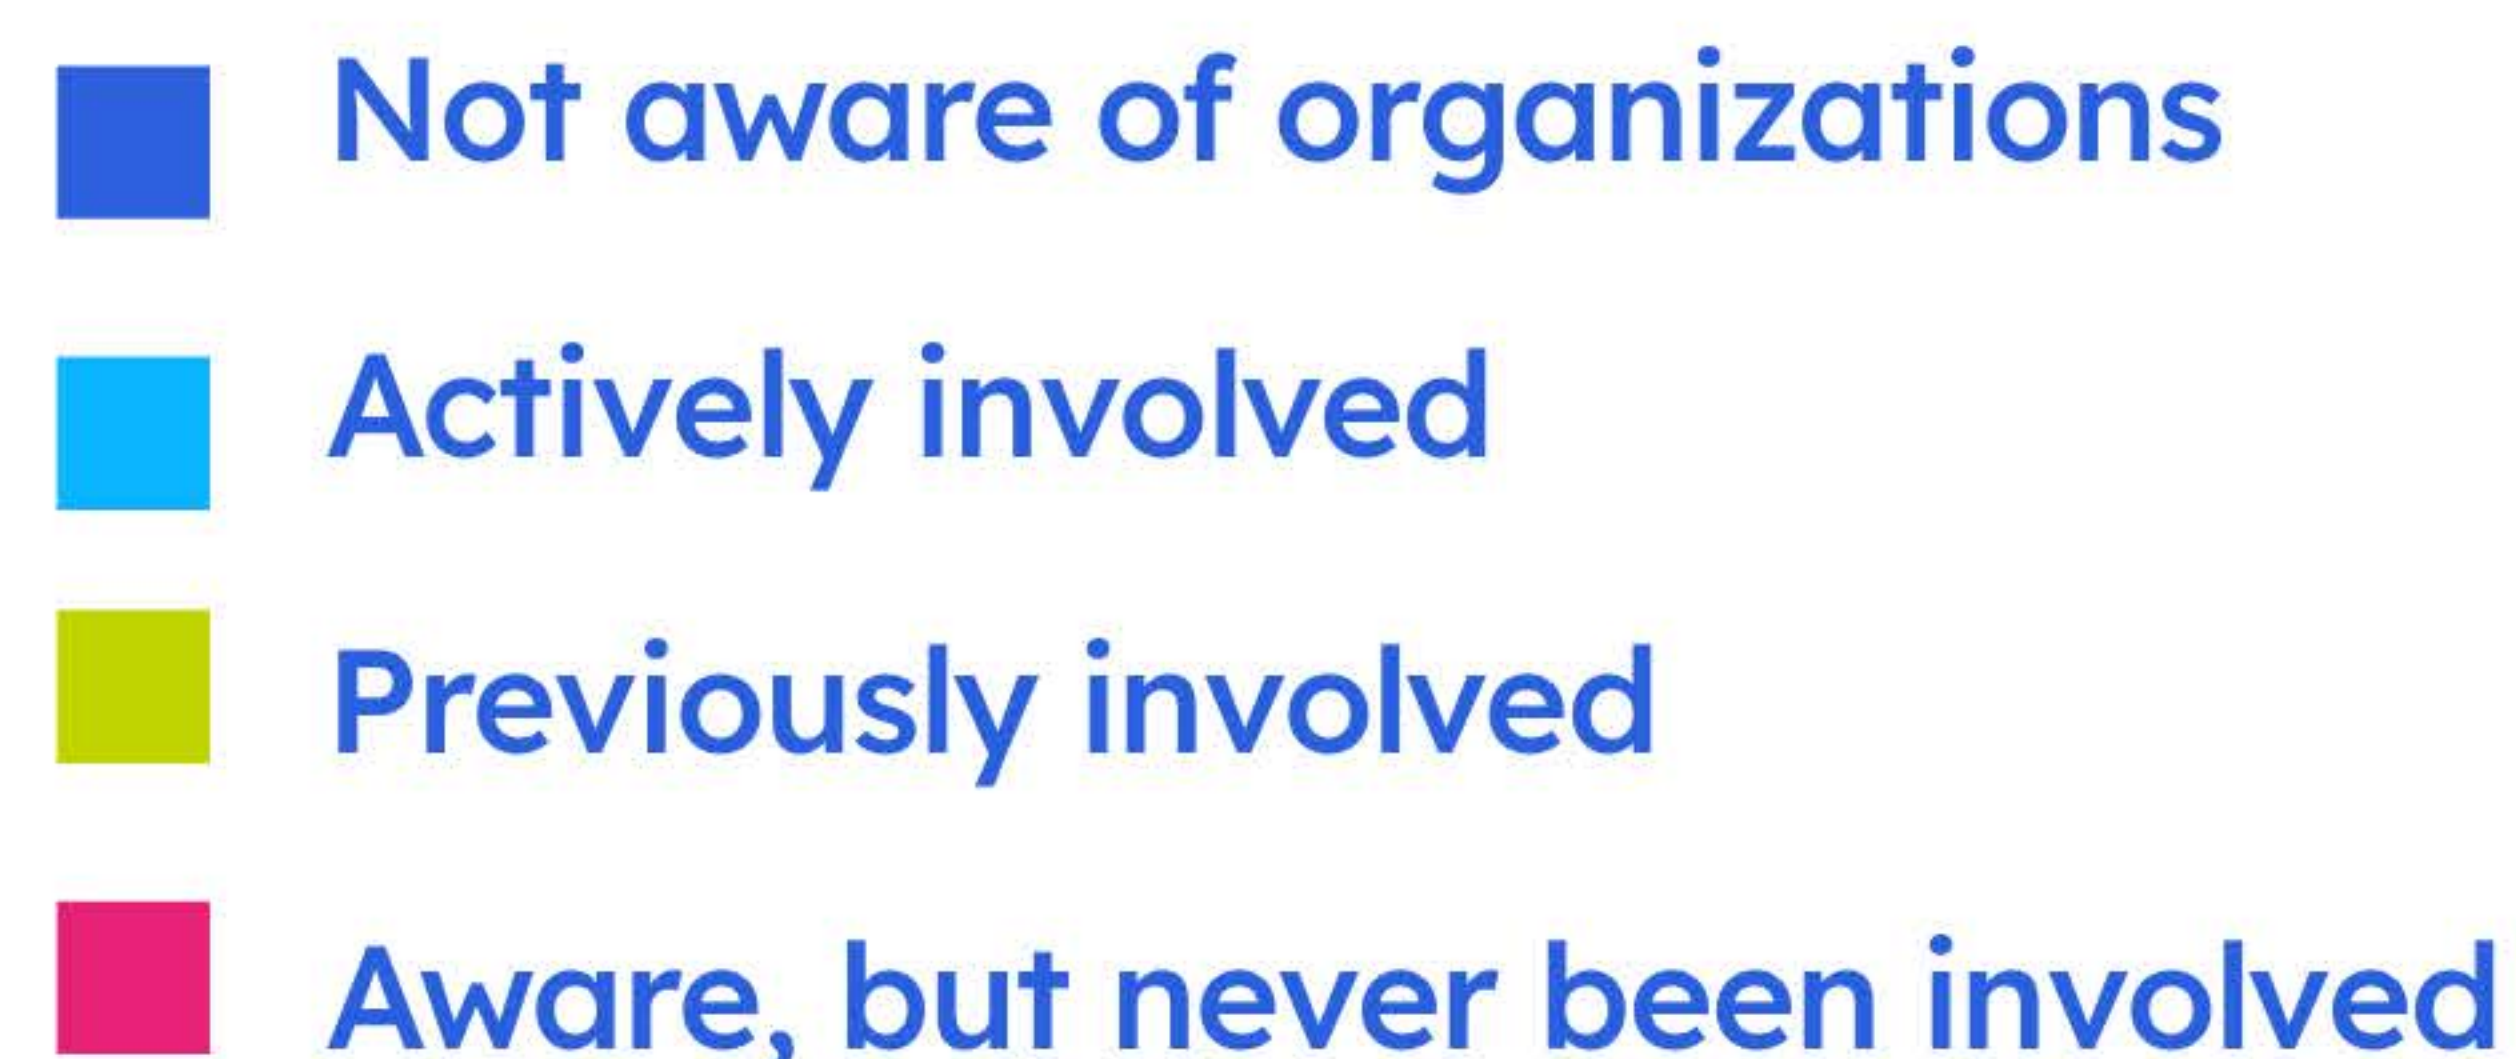 Not aware of organizations
Actively involved
Previously involved
Aware, but never been involved